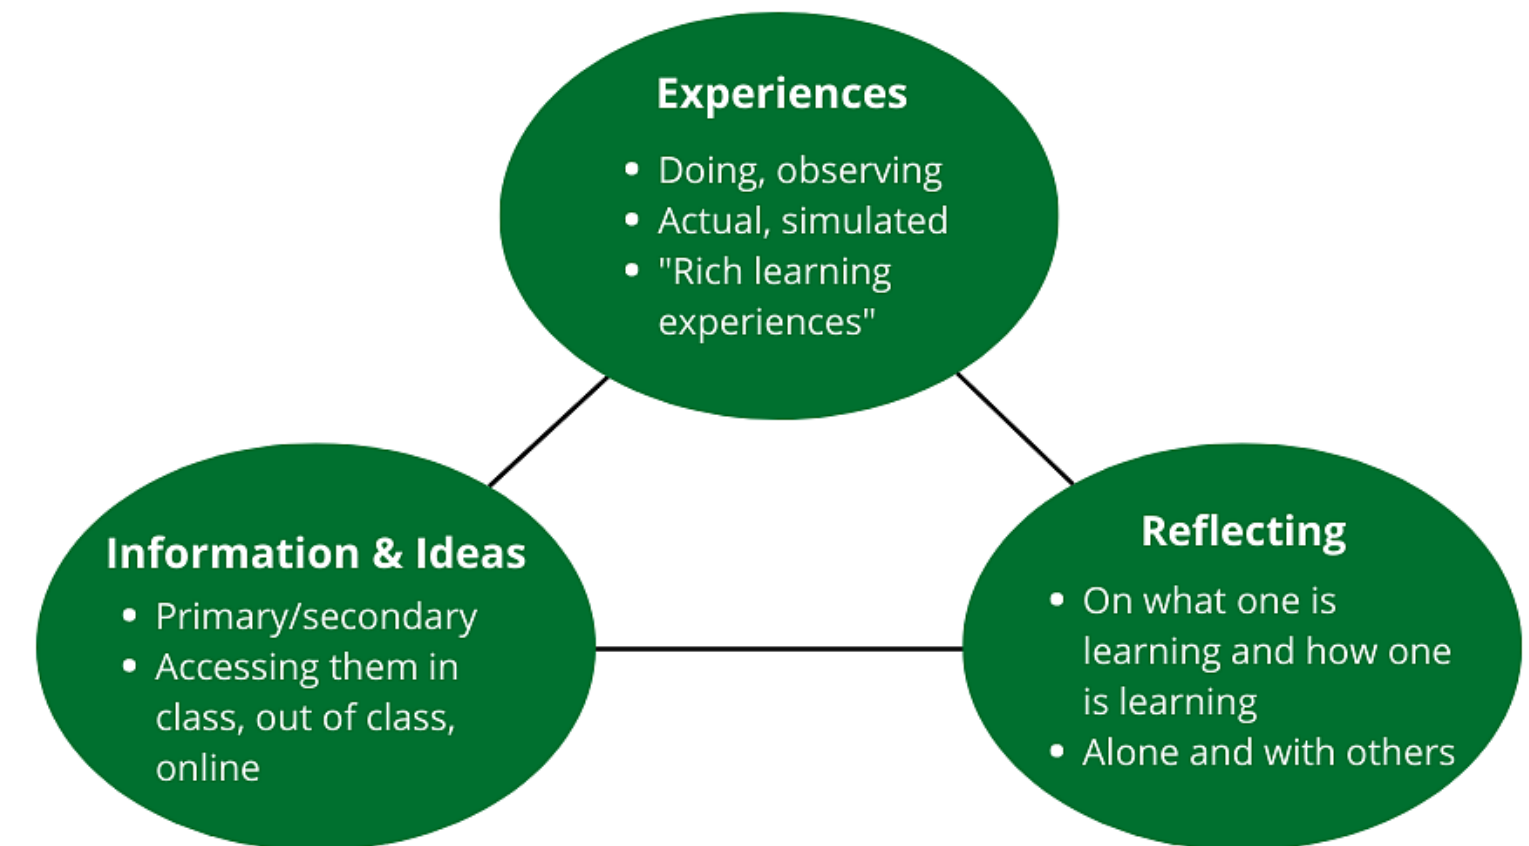 Experiences
• Doing, observing
• Actual, simulated
• "Rich learning
experiences"
Information & Ideas
• Primary/secondary
• Accessing them in
class, out of class,
online
Reflecting
• On what one is
learning and how one
is learning
• Alone and with others